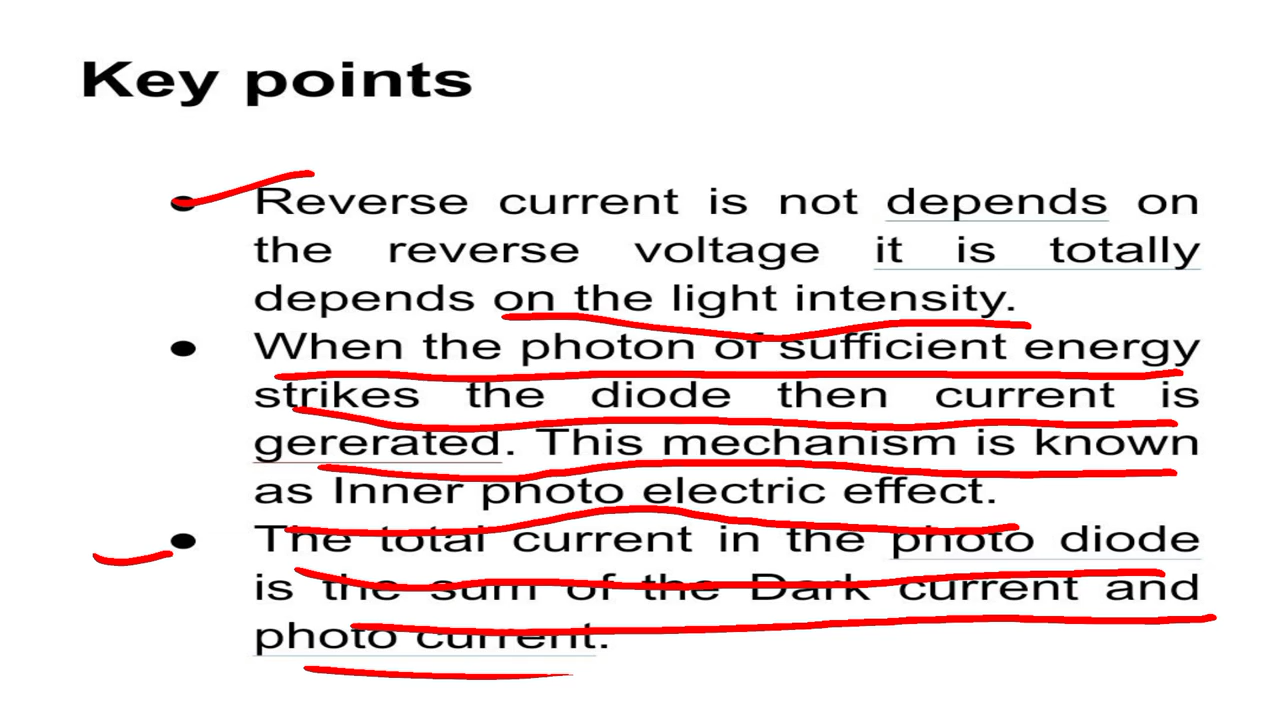 Key points
● Reverse current is not depends on
the reverse voltage it is totally
depends on the light intensity.
● When the photon of sufficient energy
strikes the diode then current is
gererated. This mechanism is known
as Inner photo electric effect.
● The total current in the photo diode
is the sum of the Dark current and
photo current.